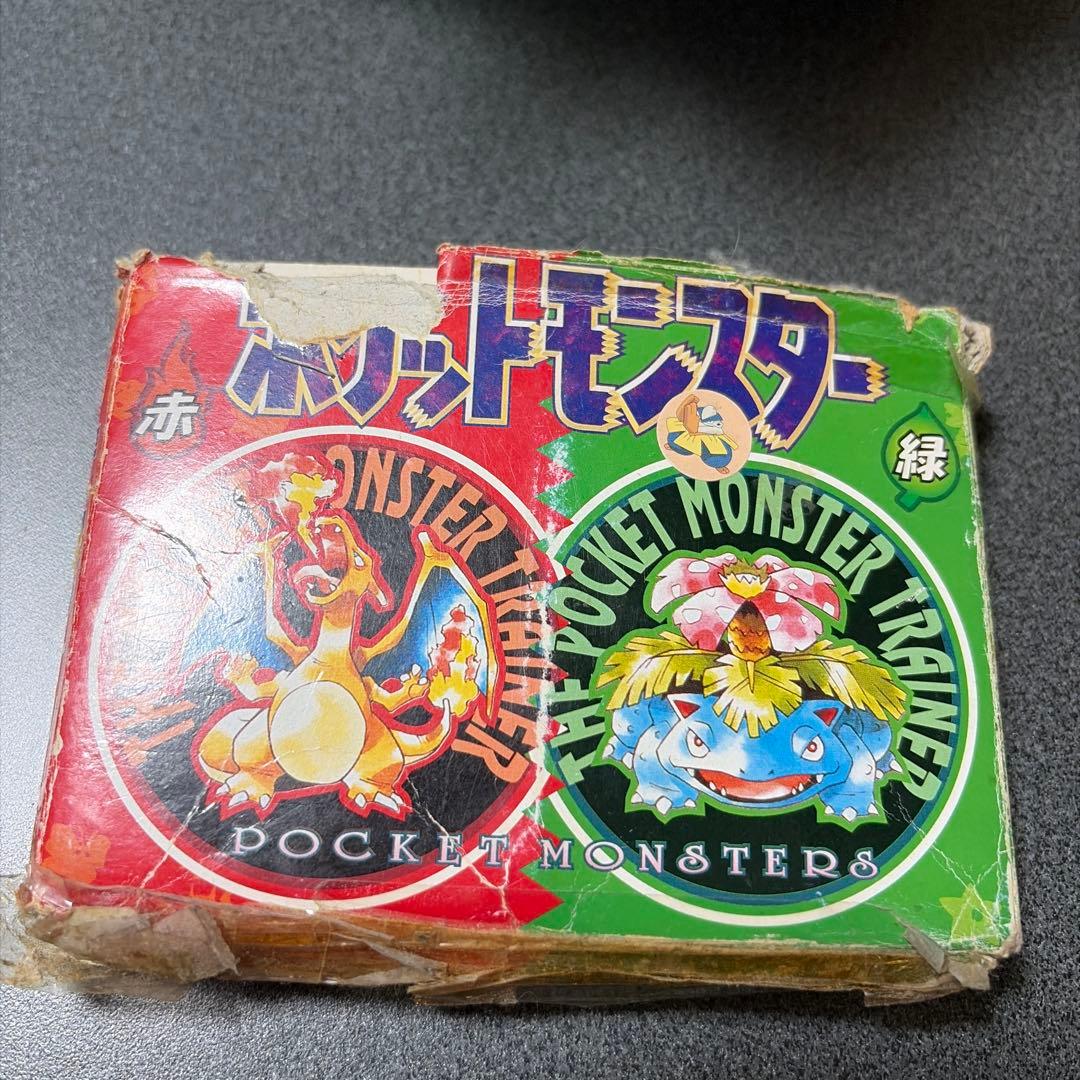 ポケットモンスター
赤
緑
MONSTER TRAINER
THE POCKET MONSTER TRAINER
POCKET MONSTERS